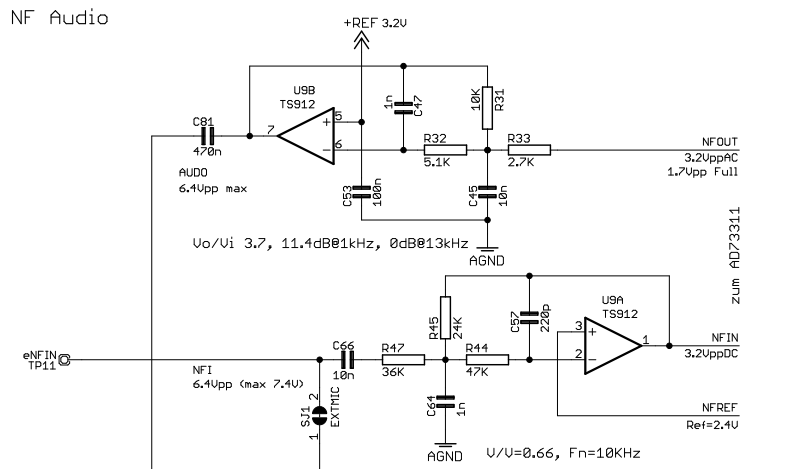 NF Audio
+REF 3.2V
U9B
TS912
1n
C47
10K
R31
C81
470n
7
5
6
+
-
R32
5.1K
R33
2.7K
NFOUT
3.2VppAC
1.7Vpp Full
AUDO
6.4Vpp max
C53
100n
C45
10n
Vo/Vi 3.7, 11.4dB@1kHz, 0dB@13kHz
AGND
zum AD73311
R45
24K
C57
220p
U9A
TS912
3
2
+
-
1
NFIN
3.2VppDC
eNFIN
TP11
NFI
6.4Vpp (max 7.4V)
C66
10n
R47
36K
R44
47K
SJ1
1
2
EXTMIC
C64
1n
NFREF
Ref=2.4V
AGND
V/V=0.66, Fn=10KHz